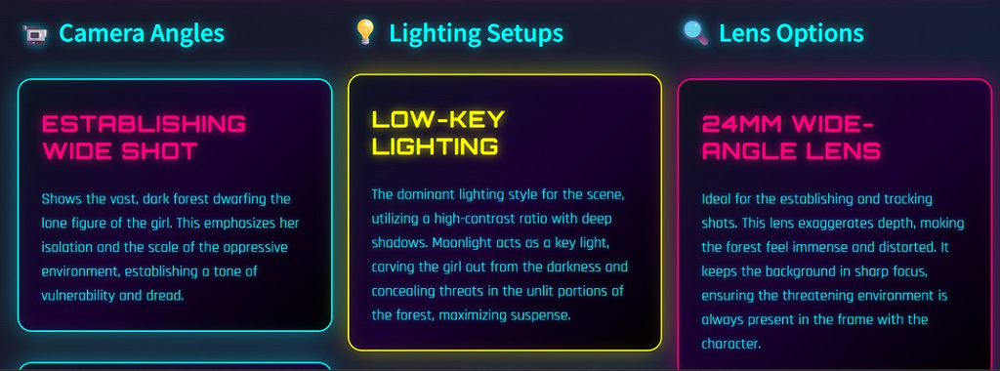 Camera Angles
ESTABLISHING
WIDE SHOT
Shows the vast, dark forest dwarfing the
lone figure of the girl. This emphasizes her
isolation and the scale of the oppressive
environment, establishing a tone of
vulnerability and dread.
Lighting Setups
LOW-KEY
LIGHTING
The dominant lighting style for the scene,
utilizing a high-contrast ratio with deep
shadows. Moonlight acts as a key light,
carving the girl out from the darkness and
concealing threats in the unlit portions of
the forest, maximizing suspense.
Lens Options
24MM WIDE-
ANGLE LENS
Ideal for the establishing and tracking
shots. This lens exaggerates depth, making
the forest feel immense and distorted. It
keeps the background in sharp focus,
ensuring the threatening environment is
always present in the frame with the
character.